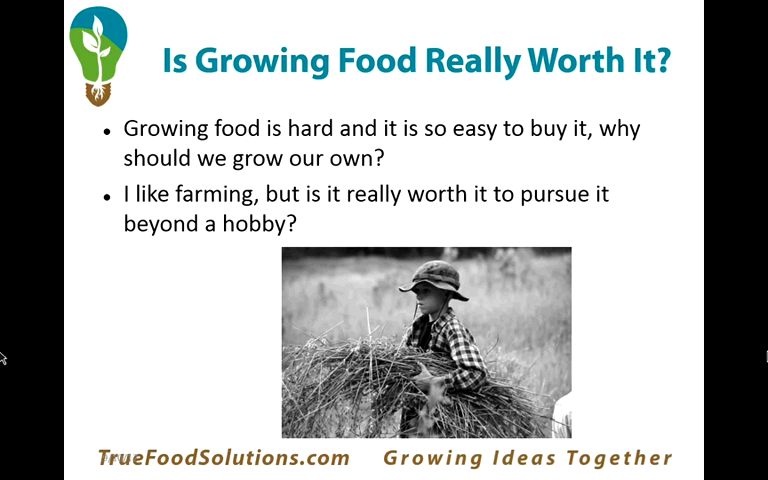 Is Growing Food Really Worth It?
• Growing food is hard and it is so easy to buy it, why
should we grow our own?
• I like farming, but is it really worth it to pursue it
beyond a hobby?
TrueFoodSolutions.com Growing Ideas Together